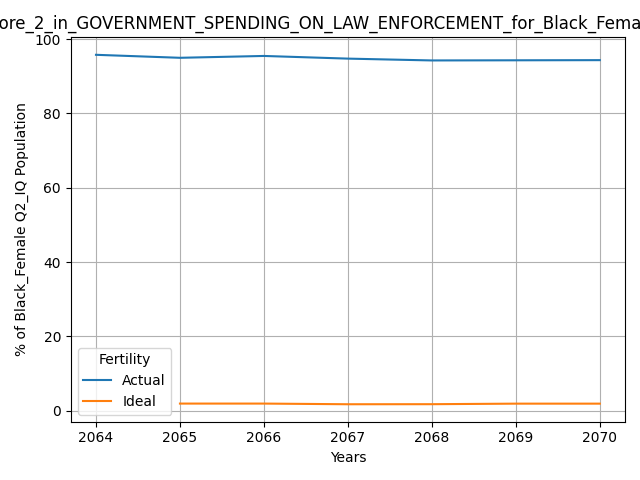 ore_2_in_GOVERNMENT_SPENDING_ON_LAW_ENFORCEMENT_for_Black_Fema
% of Black_Female Q2_IQ Population
100
80
60
40
20
0
Fertility
Actual
Ideal
2064 2065 2066 2067 2068 2069 2070
Years